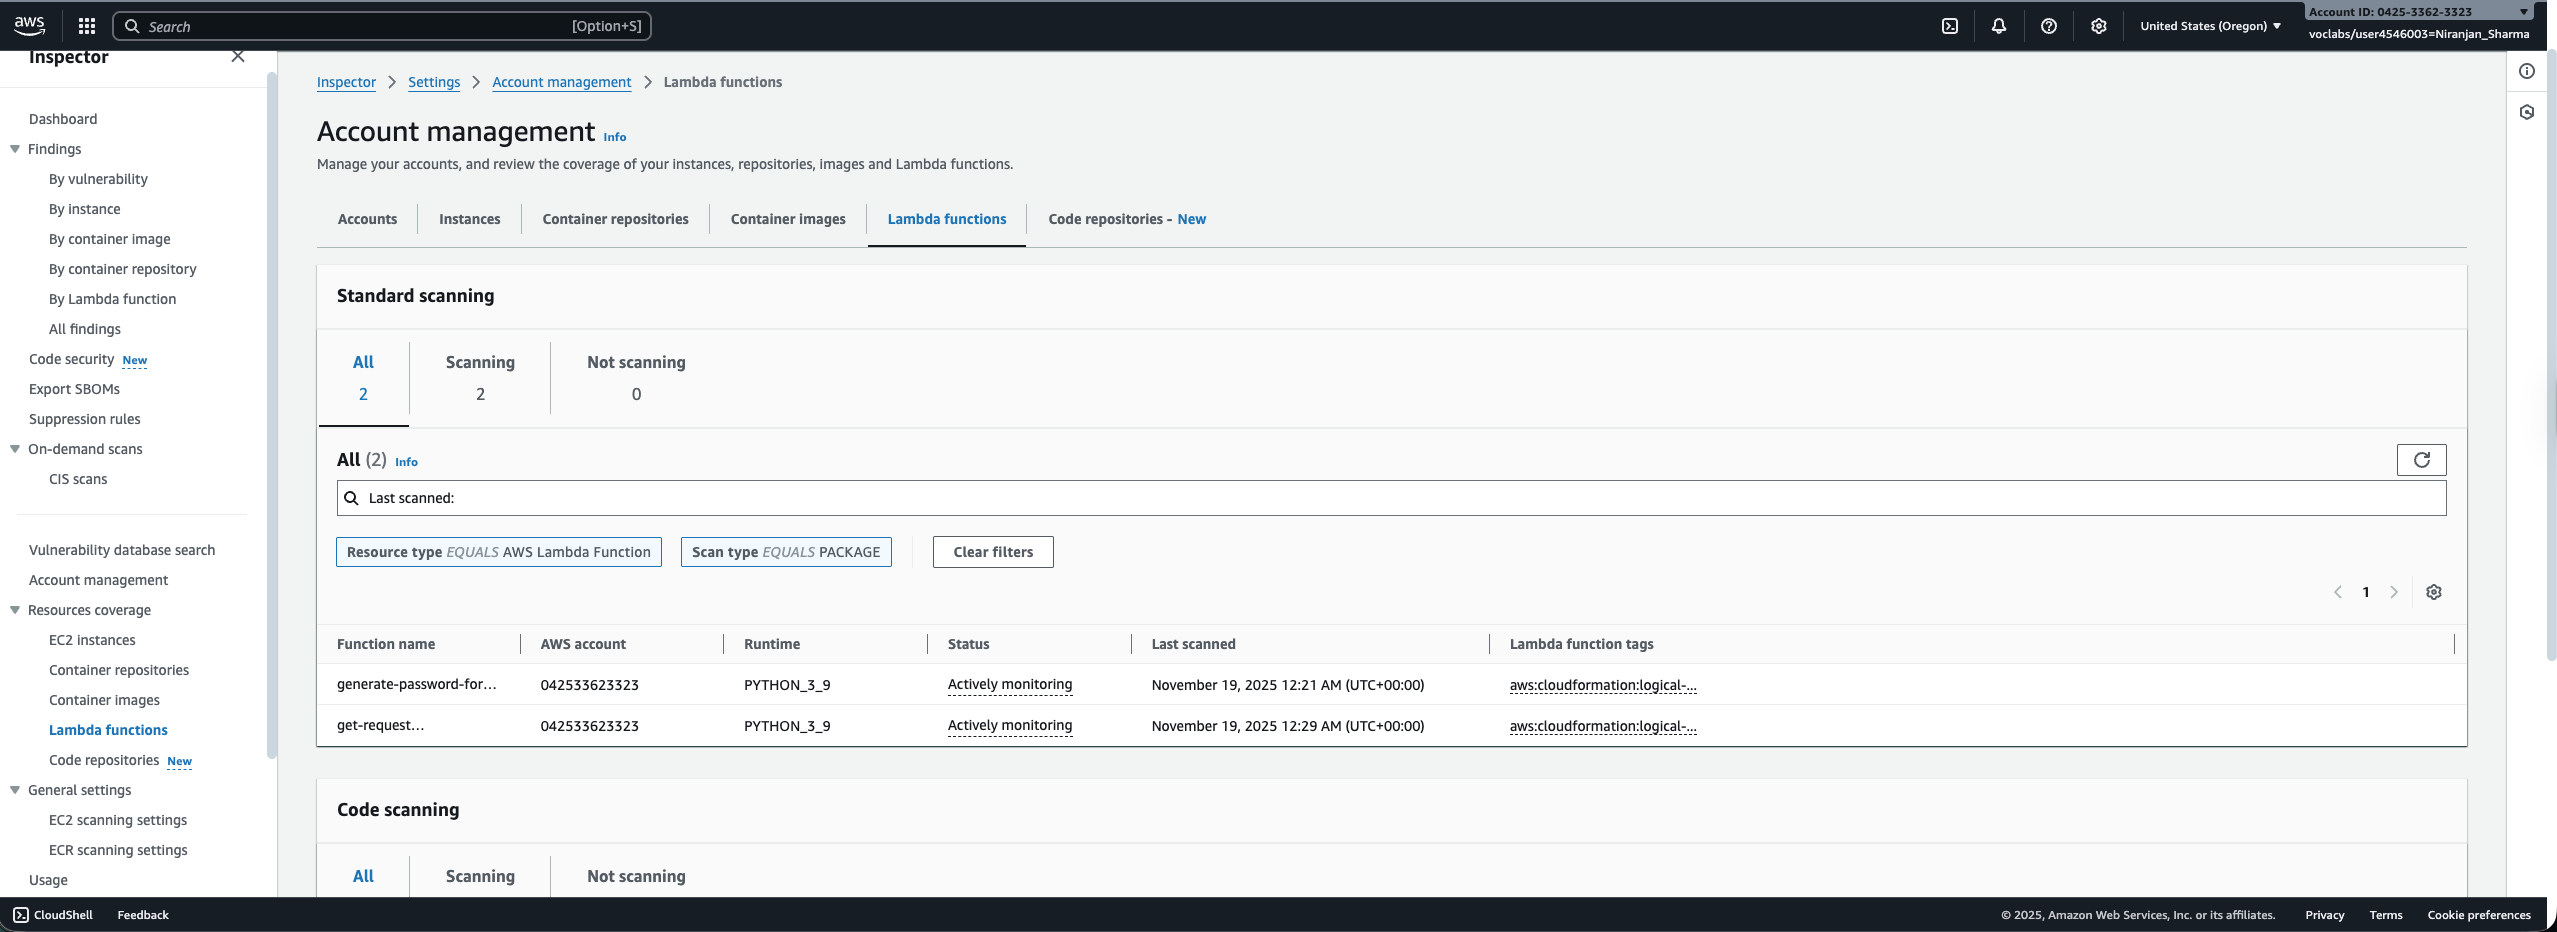 aws
Search
[Option+S]
United States (Oregon)
Account ID: 0425-3362-3323
voclabs/user4546003=Niranjan_Sharma
Inspector
Dashboard
Findings
By vulnerability
By instance
By container image
By container repository
By Lambda function
All findings
Code security New
Export SBOMs
Suppression rules
On-demand scans
CIS scans
Vulnerability database search
Account management
Resources coverage
EC2 instances
Container repositories
Container images
Lambda functions
Code repositories New
General settings
EC2 scanning settings
ECR scanning settings
Usage
Inspector > Settings > Account management > Lambda functions
Account management Info
Manage your accounts, and review the coverage of your instances, repositories, images and Lambda functions.
Accounts Instances Container repositories Container images Lambda functions Code repositories - New
Standard scanning
All Scanning Not scanning
2 2 0
All (2) Info
Last scanned:
Resource type EQUALS AWS Lambda Function Scan type EQUALS PACKAGE Clear filters
1
Function name AWS account Runtime Status Last scanned Lambda function tags
generate-password-for... 042533623323 PYTHON_3_9 Actively monitoring November 19, 2025 12:21 AM (UTC+00:00) aws:cloudformation:logical-...
get-request... 042533623323 PYTHON_3_9 Actively monitoring November 19, 2025 12:29 AM (UTC+00:00) aws:cloudformation:logical-...
Code scanning
All Scanning Not scanning
CloudShell Feedback © 2025, Amazon Web Services, Inc. or its affiliates. Privacy Terms Cookie preferences